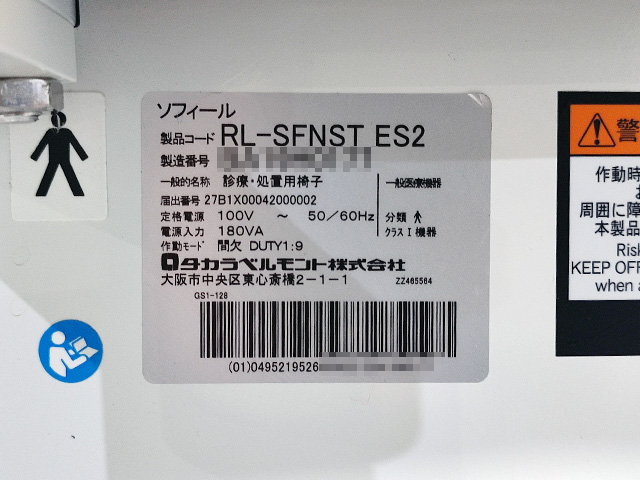 ソフィール
製品コード RL-SFNST ES2
製造番号
一般的名称 診療・処置用椅子 一般医療機器
届出番号 27B1X00042000002
定格電源 100V ～ 50/60Hz 分類
電源入力 180VA クラスI機器
作動モード 間欠 DUTY1:9
タカラベルモント株式会社
大阪市中央区東心斎橋2-1-1 ZZ465564
GS1-128
(01)0495219526
警
作動時
周囲に障
本製品
Risk
KEEP OFF
when a